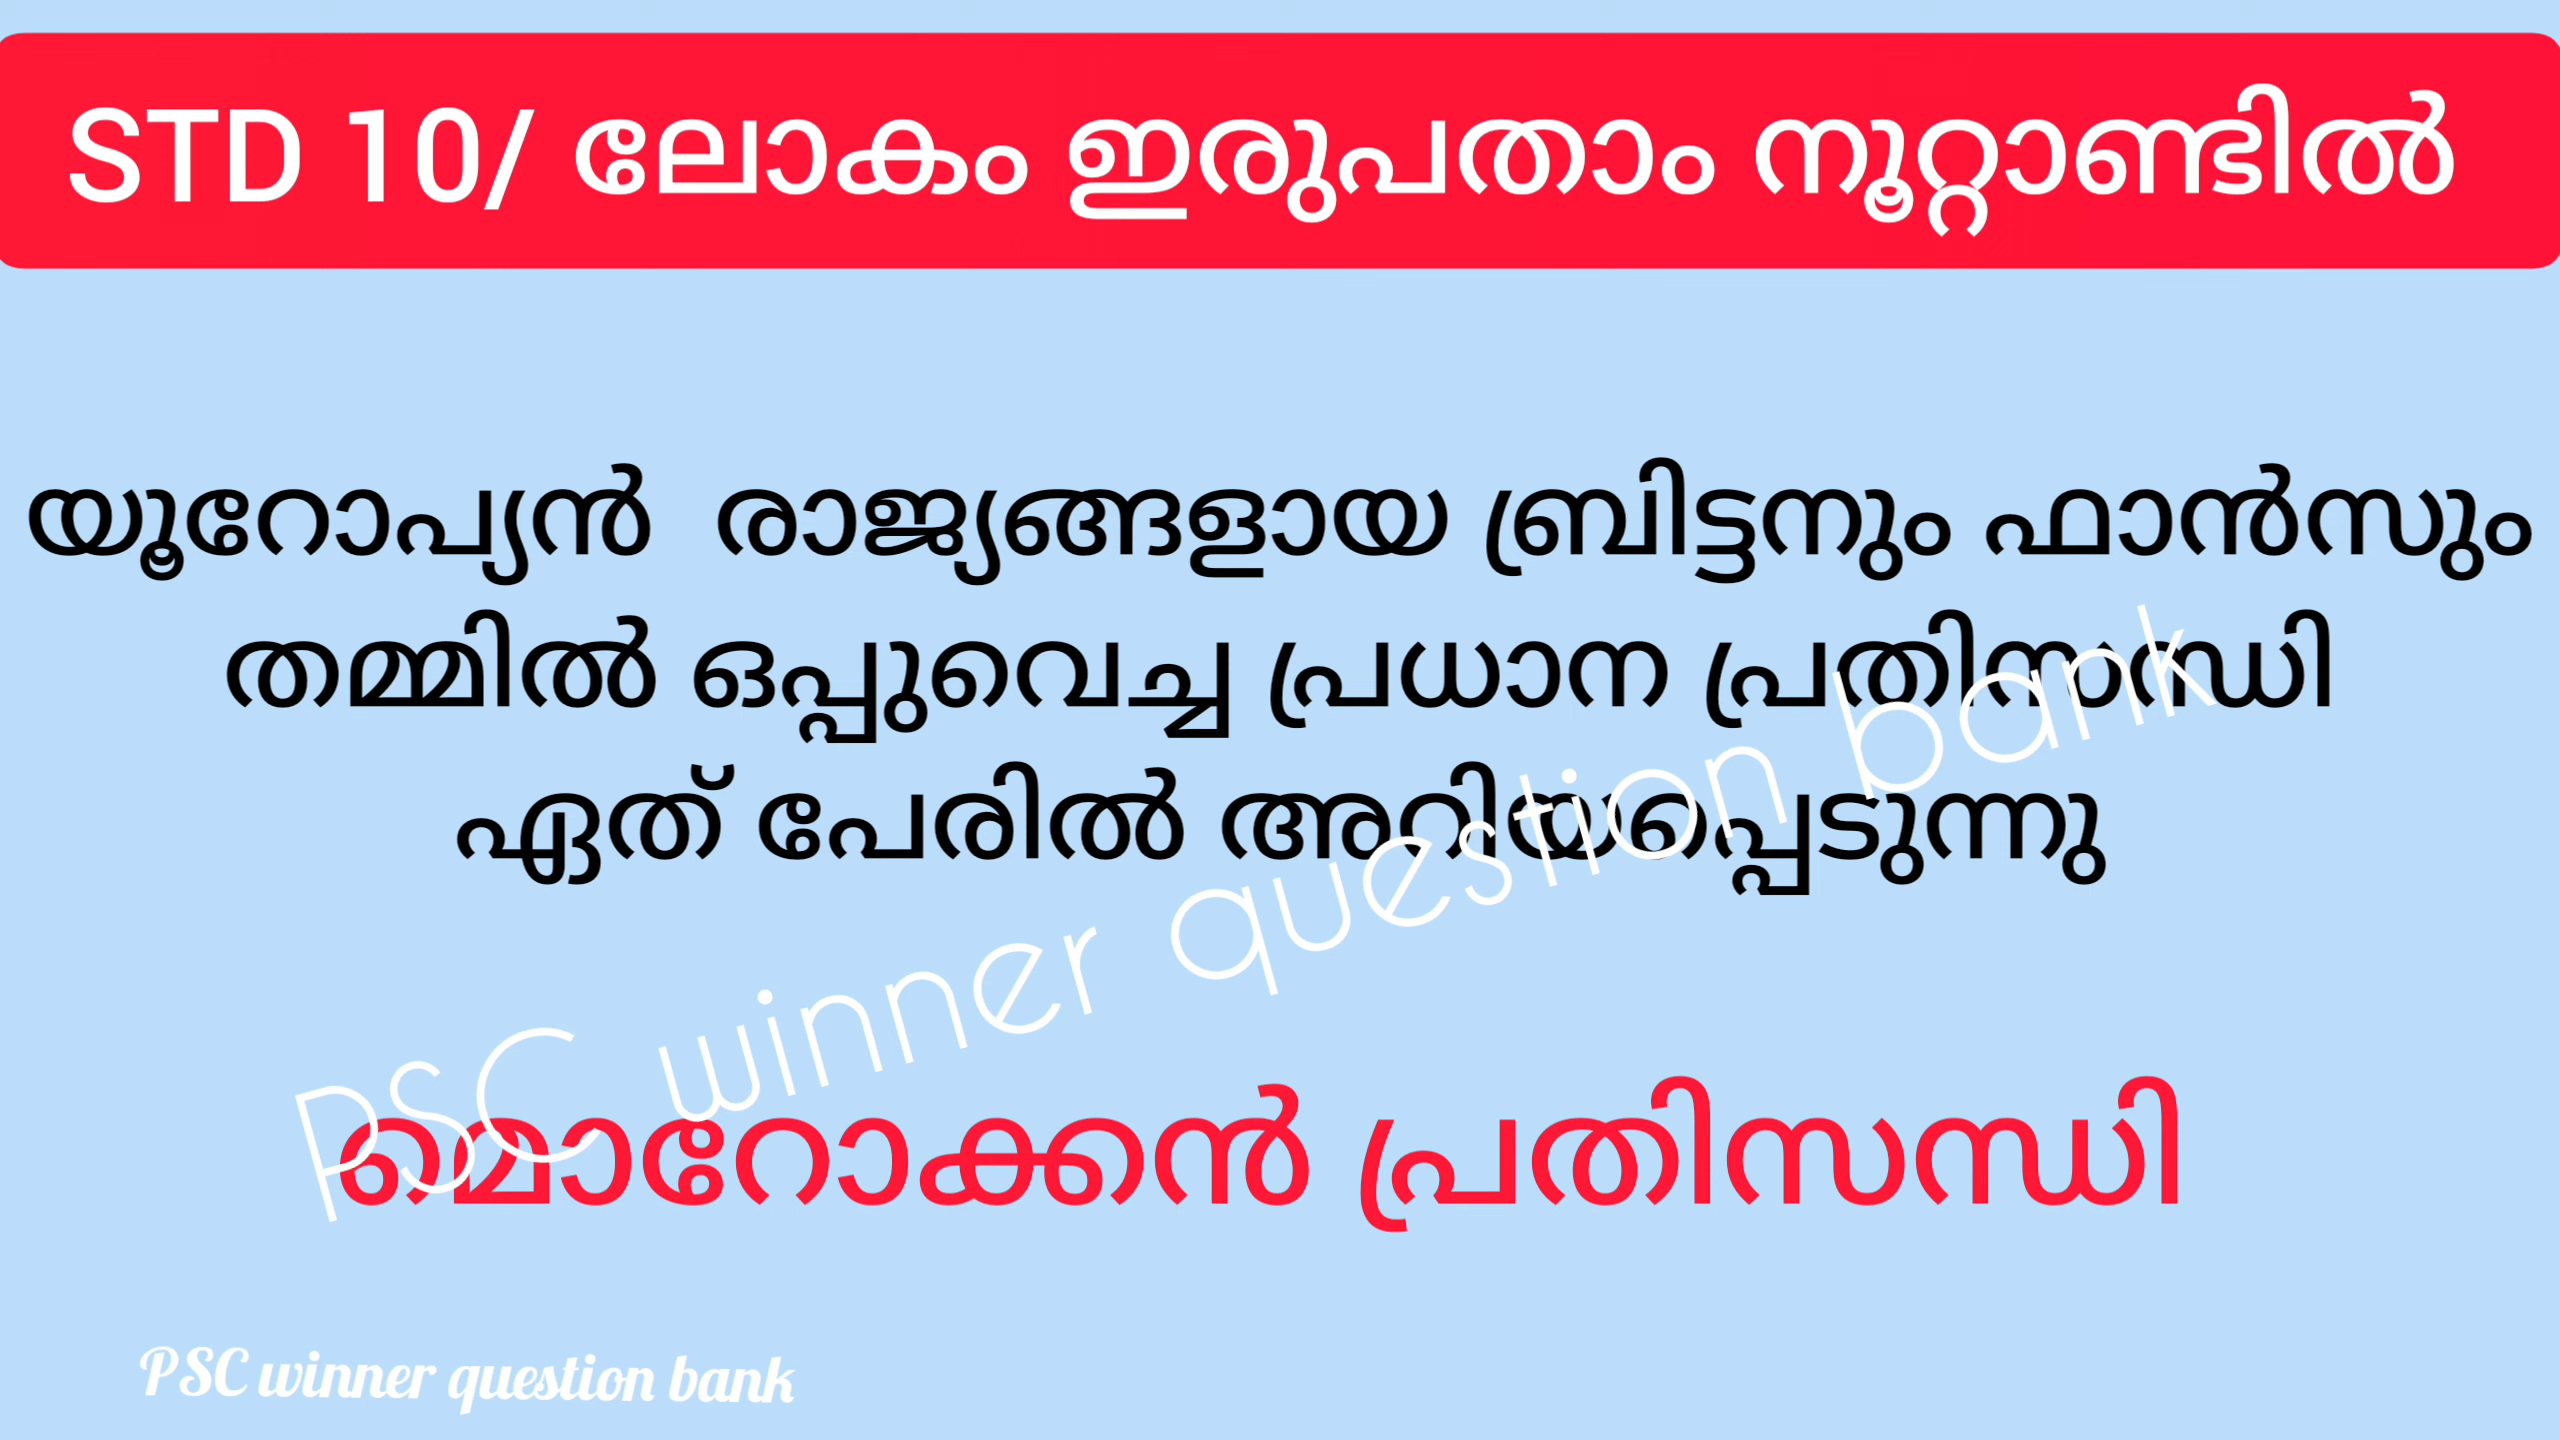 STD 10/ ലോകം ഇരുപതാം നൂറ്റാണ്ടിൽ
യൂറോപ്യൻ രാജ്യങ്ങളായ ബ്രിട്ടനും ഫാൻസും
തമ്മിൽ ഒപ്പുവെച്ച പ്രധാന പ്രതിസന്ധി
ഏത് പേരിൽ അറിയപ്പെടുന്നു
PSC winner question bank
മൊറോക്കൻ പ്രതിസന്ധി
PSC winner question bank